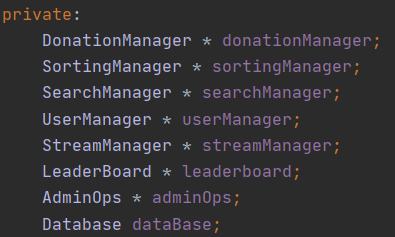 private:
DonationManager * donationManager;
SortingManager * sortingManager;
SearchManager * searchManager;
UserManager * userManager;
StreamManager * streamManager;
LeaderBoard * leaderboard;
AdminOps * adminOps;
Database dataBase;